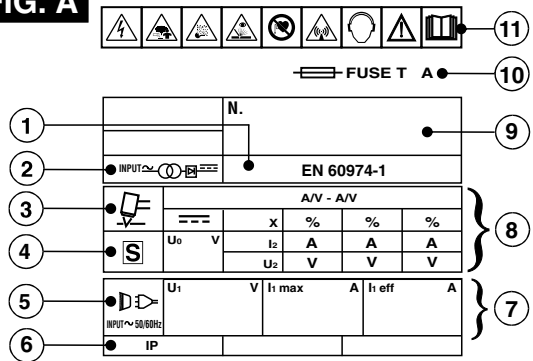 FIG. A
11
FUSE T A
10
1
N.
9
2
INPUT
EN 60974-1
3
A/V - A/V
X % % %
8
4
S
U0 V
I2 A A A
U2 V V V
5
U1 V
I1 max A
I1 eff A
7
INPUT~ 50/60Hz
6
IP